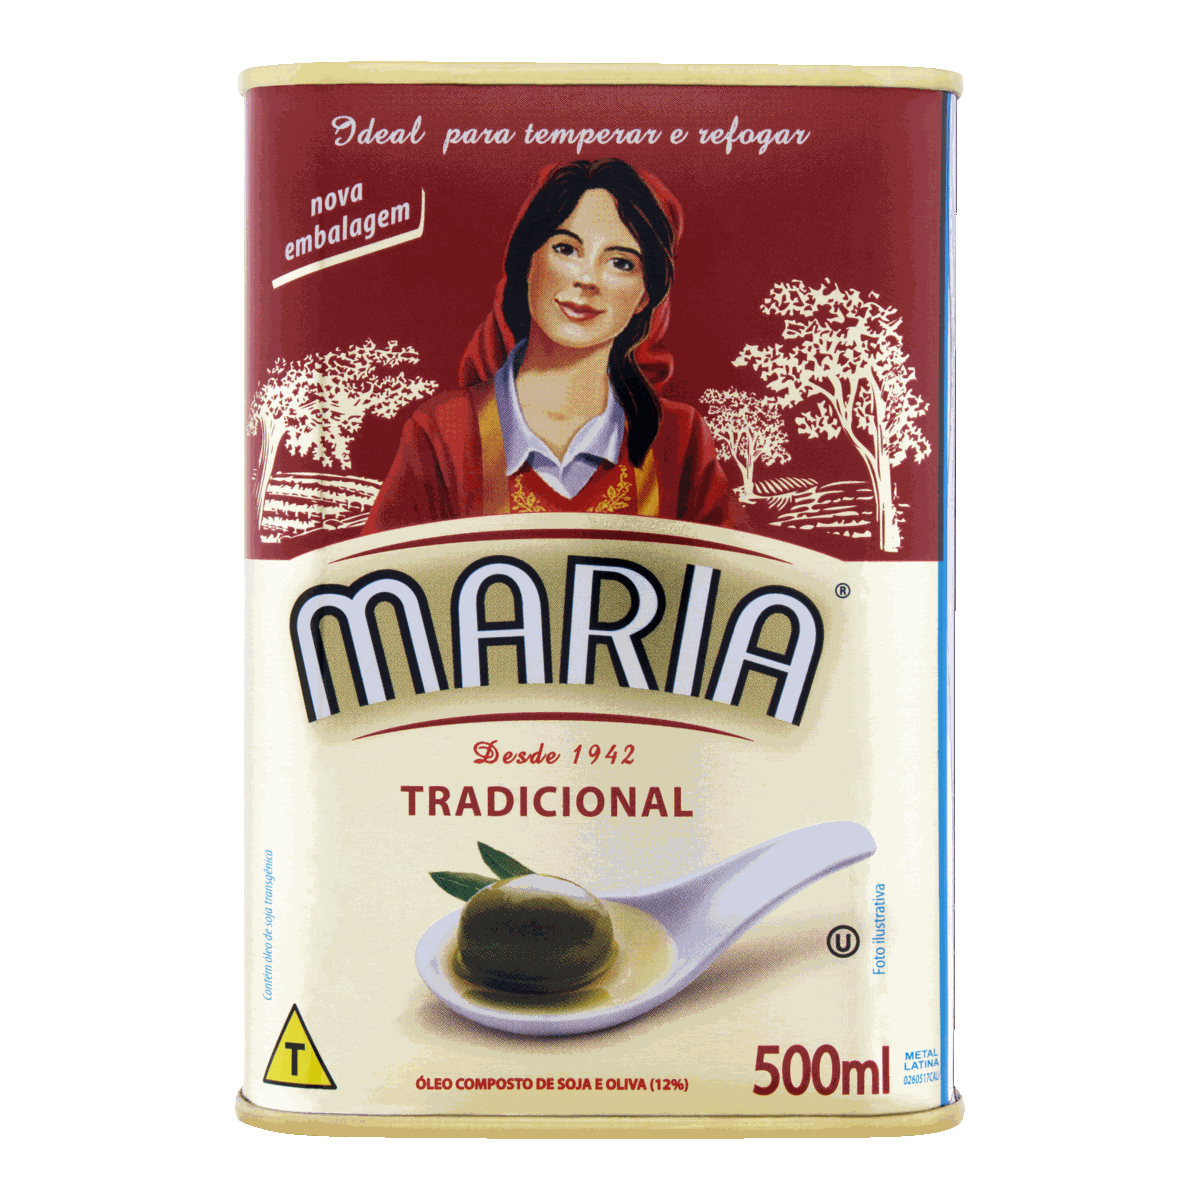 Ideal para temperar e refogar
nova
embalagem
MARIA ®
Desde 1942
TRADICIONAL
Contém óleo de soja transgênica
Foto ilustrativa
U
T
ÓLEO COMPOSTO DE SOJA E OLIVA (12%)
500ml
METAL
LATINA
0260517CAU